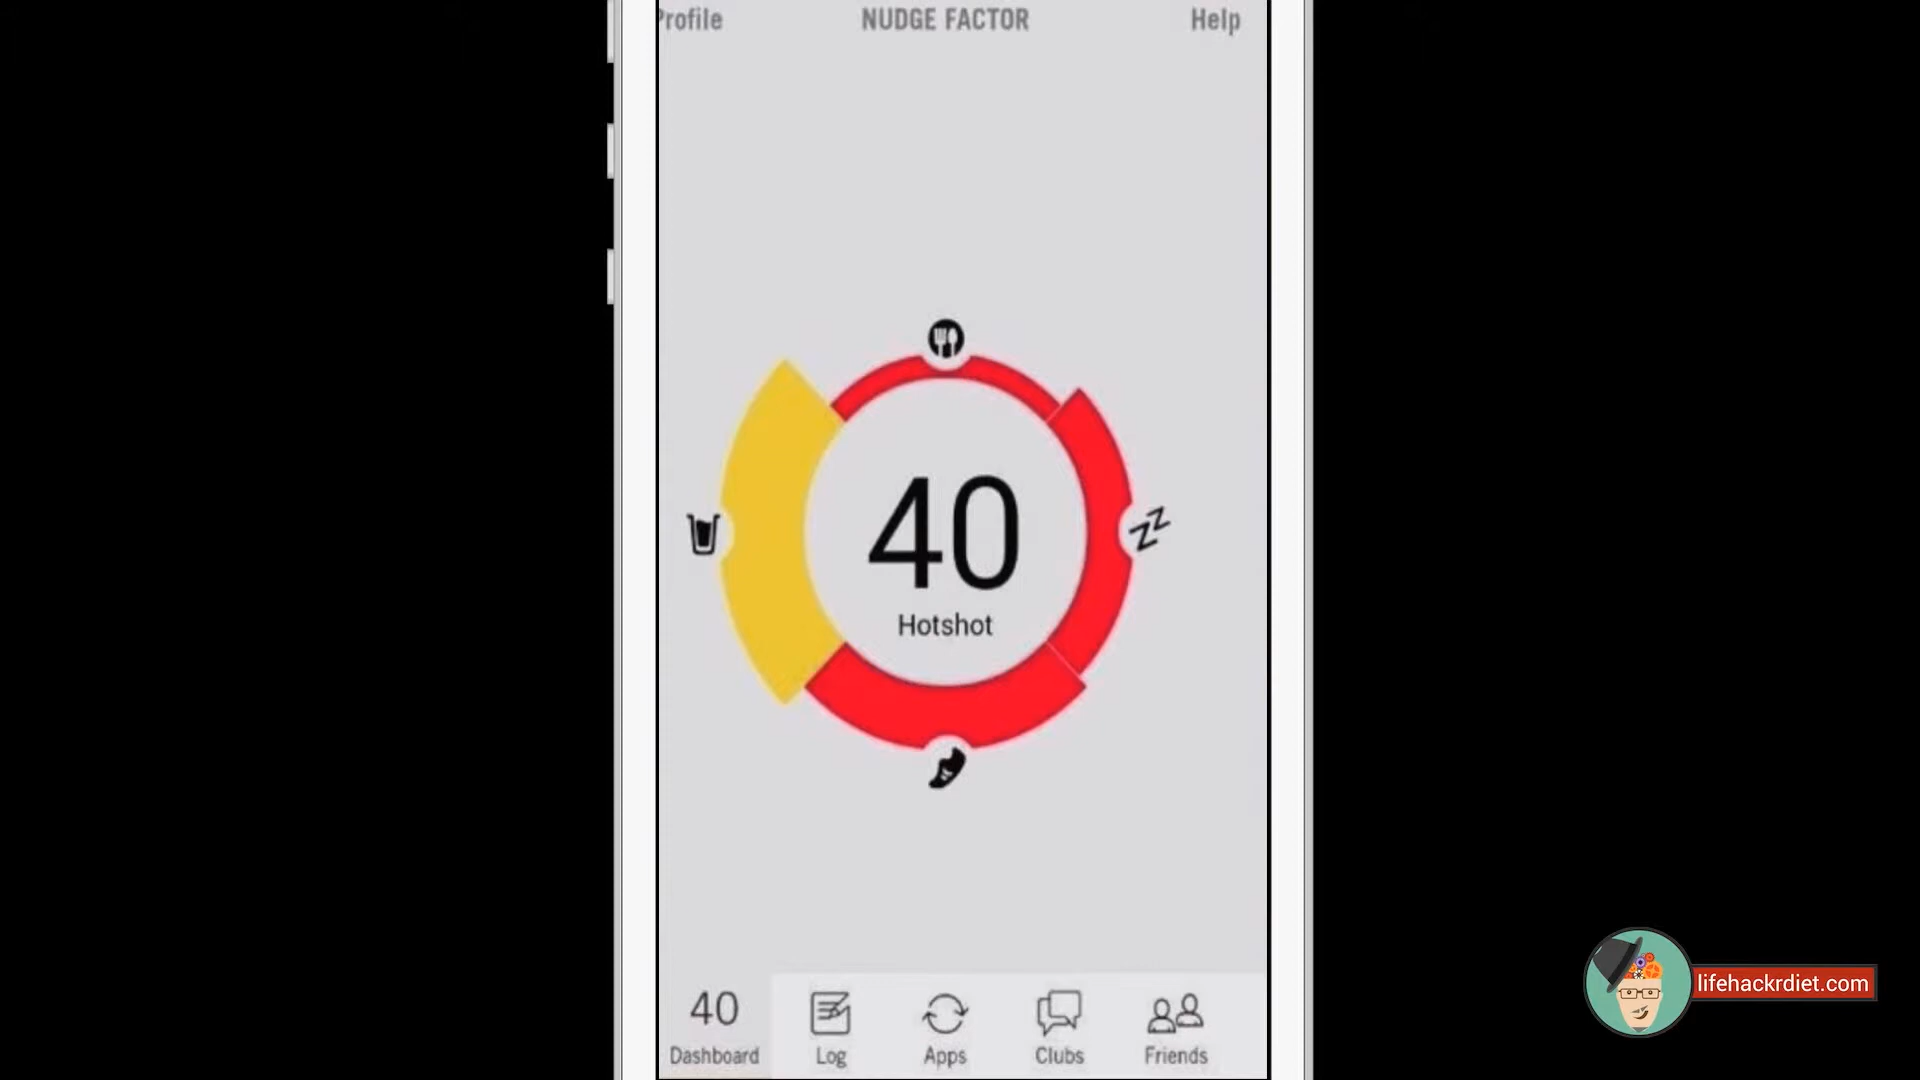 Profile
NUDGE FACTOR
Help
40
Hotshot
40
Dashboard
Log
Apps
Clubs
Friends
lifehackrdiet.com